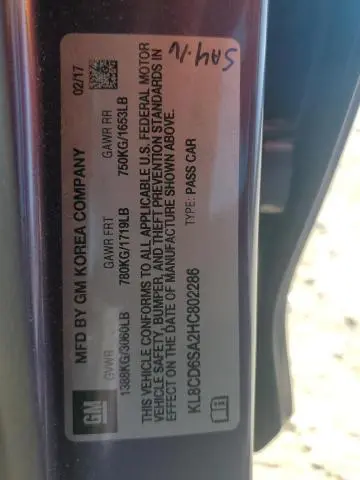 MFD BY GM KOREA COMPANY 02/17
GVWR GAWR FRT GAWR RR
1388KG/3060LB 780KG/1719LB 750KG/1653LB
THIS VEHICLE CONFORMS TO ALL APPLICABLE U.S. FEDERAL MOTOR
VEHICLE SAFETY, BUMPER, AND THEFT PREVENTION STANDARDS IN
EFFECT ON THE DATE OF MANUFACTURE SHOWN ABOVE.
KL8CD6SA2HC802286 TYPE: PASS CAR
GM